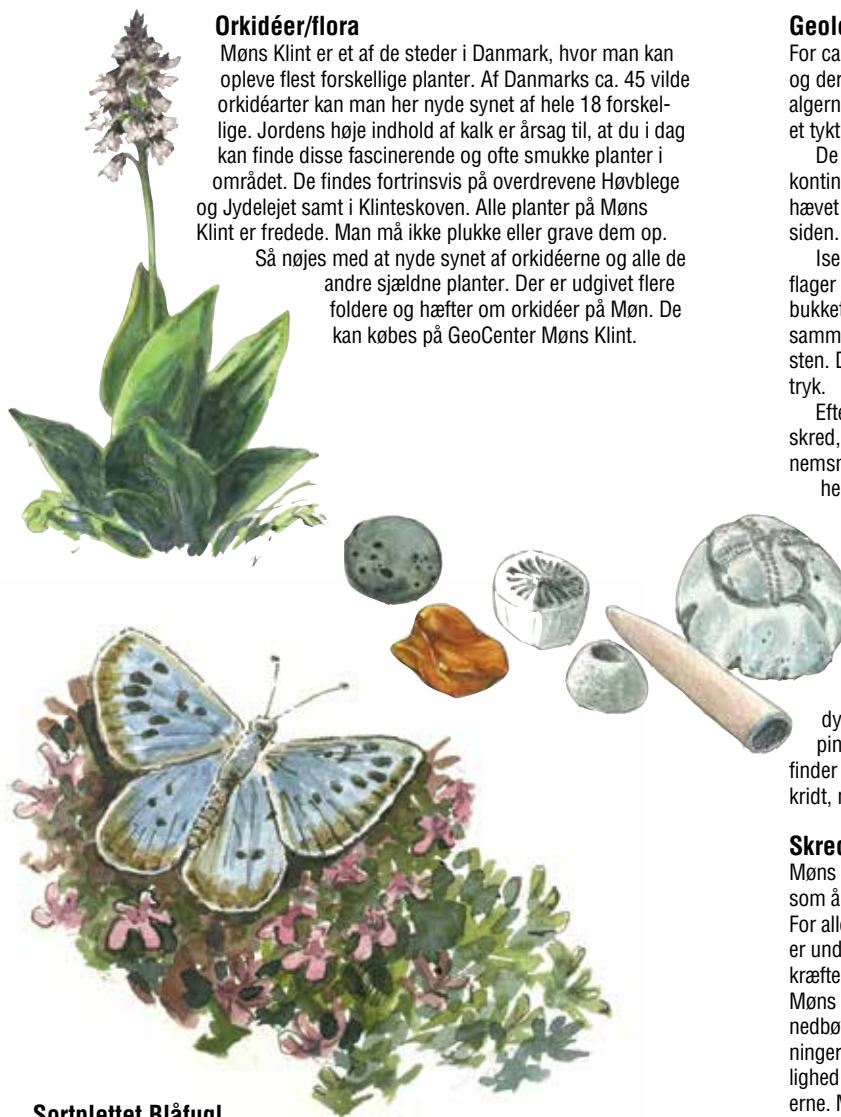 Orkidéer/flora
Møns Klint er et af de steder i Danmark, hvor man kan
opleve flest forskellige planter. Af Danmarks ca. 45 vilde
orkidéarter kan man her nyde synet af hele 18 forskel-
lige. Jordens høje indhold af kalk er årsag til, at du i dag
kan finde disse fascinerende og ofte smukke planter i
området. De findes fortrinsvis på overdrevene Høvblege
og Jydelejet samt i Klinteskoven. Alle planter på Møns
Klint er fredede. Man må ikke plukke eller grave dem op.
Så nøjes med at nyde synet af orkidéerne og alle de
andre sjældne planter. Der er udgivet flere
foldere og hæfter om orkidéer på Møn. De
kan købes på GeoCenter Møns Klint.
Sortplettet Blåfugl
For ca
og der
algern
et tykt
De
kontin
hævet
siden.
Ise
flager
samm
sten. D
tryk.
Efte
skred,
nemsn
he
dy
pin
finder
kridt, r
Skred
Møns
som å
For alle
er und
kræfte
Møns
ninger
lighed
erne. M